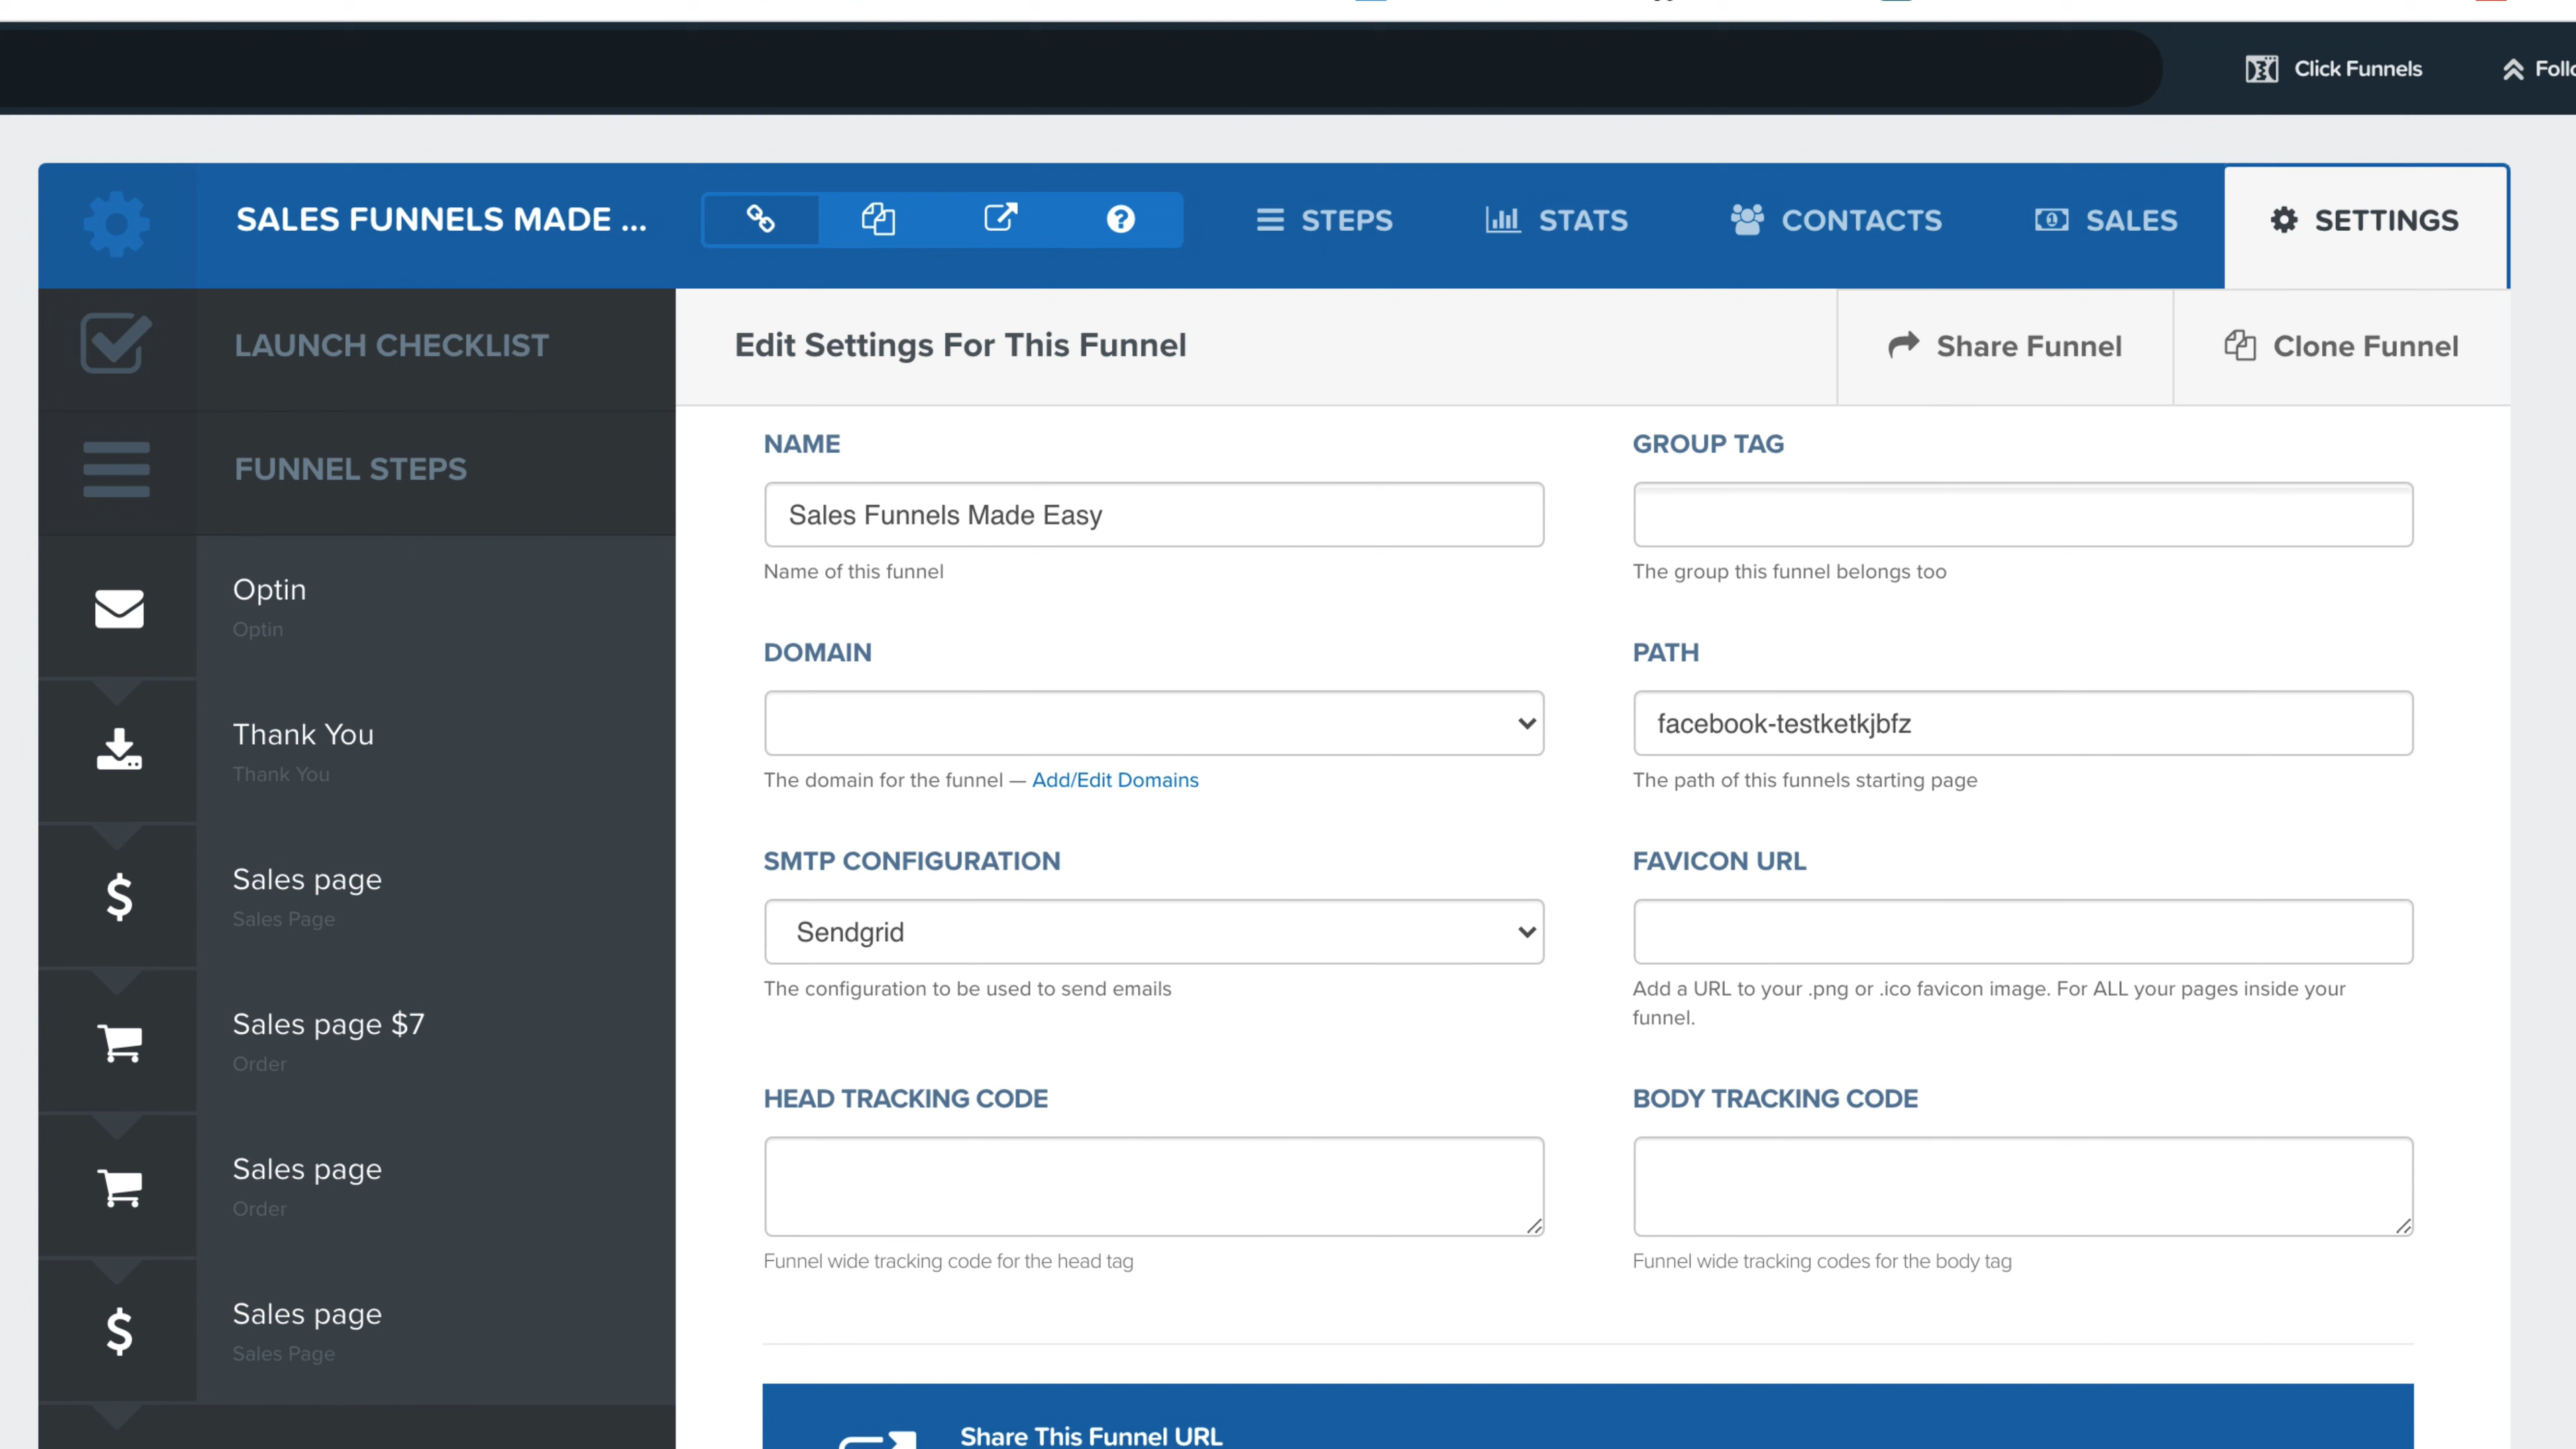 Click Funnels
SALES FUNNELS MADE ...
STEPS
STATS
CONTACTS
SALES
SETTINGS
LAUNCH CHECKLIST
Edit Settings For This Funnel
Share Funnel
Clone Funnel
FUNNEL STEPS
Optin
Optin
Thank You
Thank You
Sales page
Sales Page
Sales page $7
Order
Sales page
Order
Sales page
Sales Page
NAME
Sales Funnels Made Easy
Name of this funnel
GROUP TAG
The group this funnel belongs too
DOMAIN
The domain for the funnel — Add/Edit Domains
PATH
facebook-testketkjbfz
The path of this funnels starting page
SMTP CONFIGURATION
Sendgrid
The configuration to be used to send emails
FAVICON URL
Add a URL to your .png or .ico favicon image. For ALL your pages inside your
funnel.
HEAD TRACKING CODE
Funnel wide tracking code for the head tag
BODY TRACKING CODE
Funnel wide tracking codes for the body tag
Share This Funnel URL